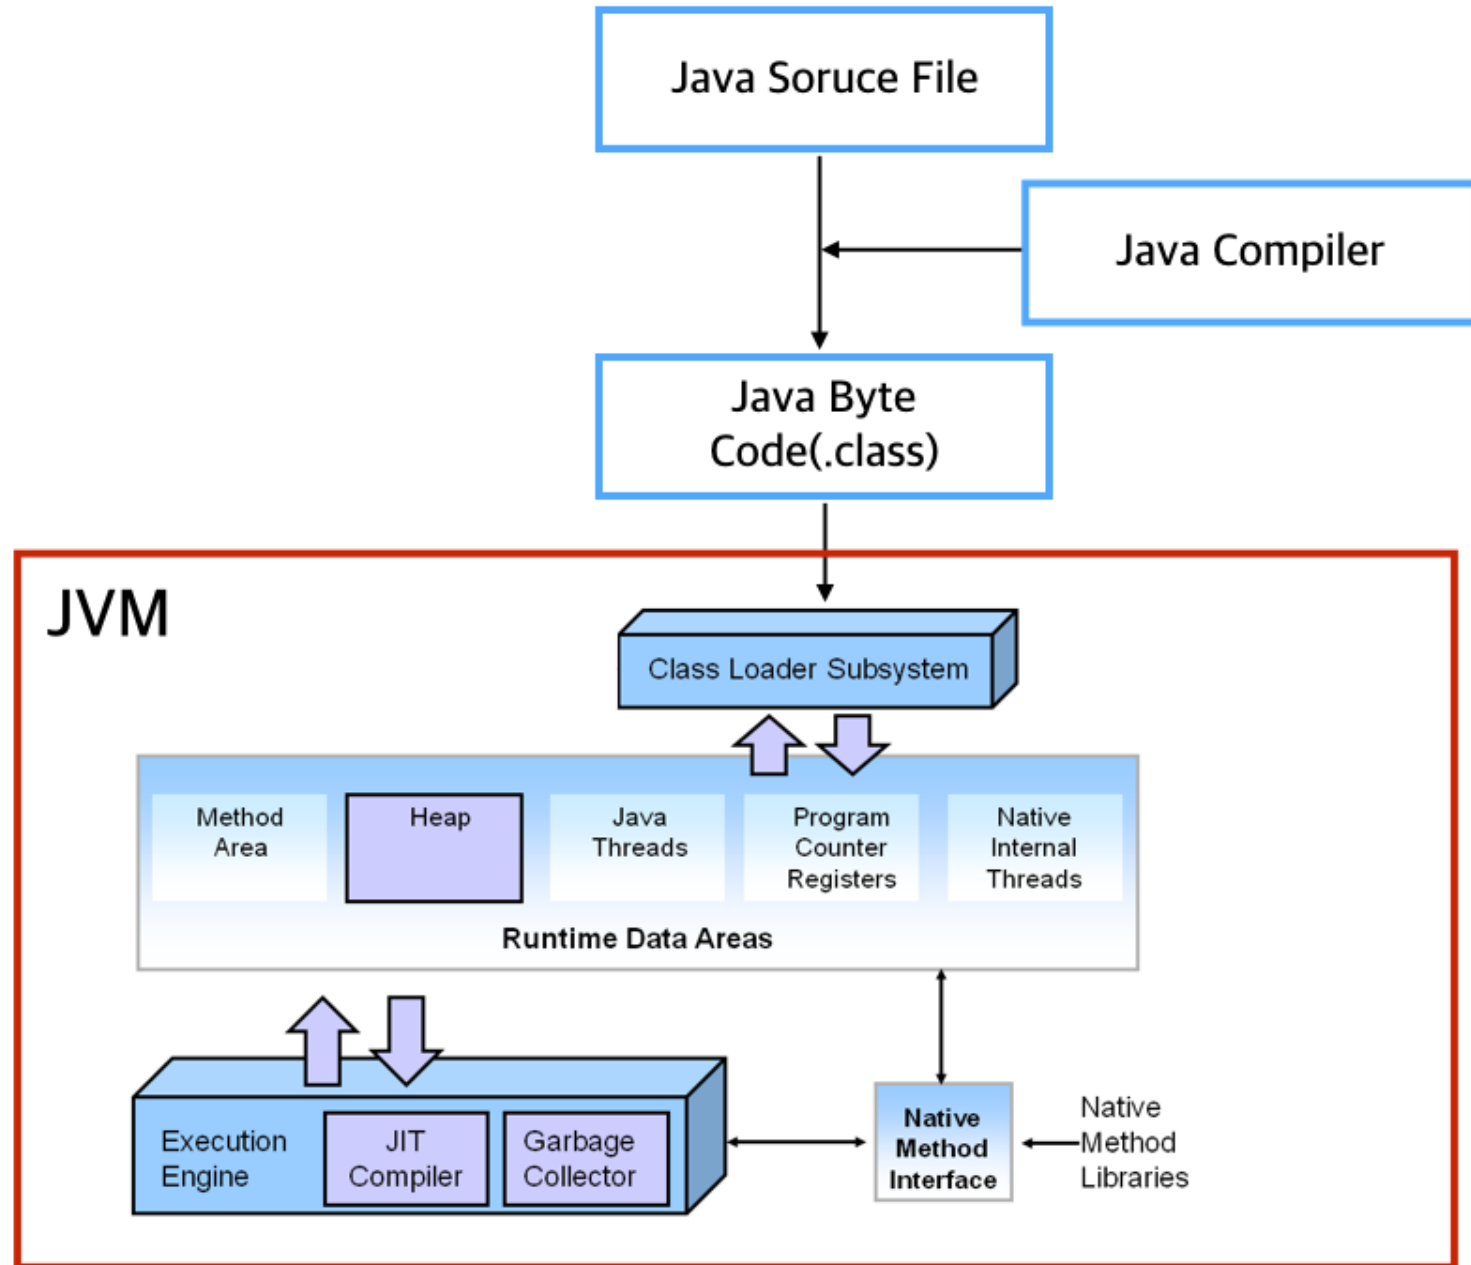 Java Soruce File
Java Compiler
Java Byte
Code(.class)
JVM
Class Loader Subsystem
Method
Area
Heap
Java
Threads
Program
Counter
Registers
Native
Internal
Threads
Runtime Data Areas
Execution
Engine
JIT
Compiler
Garbage
Collector
Native
Method
Interface
Native
Method
Libraries